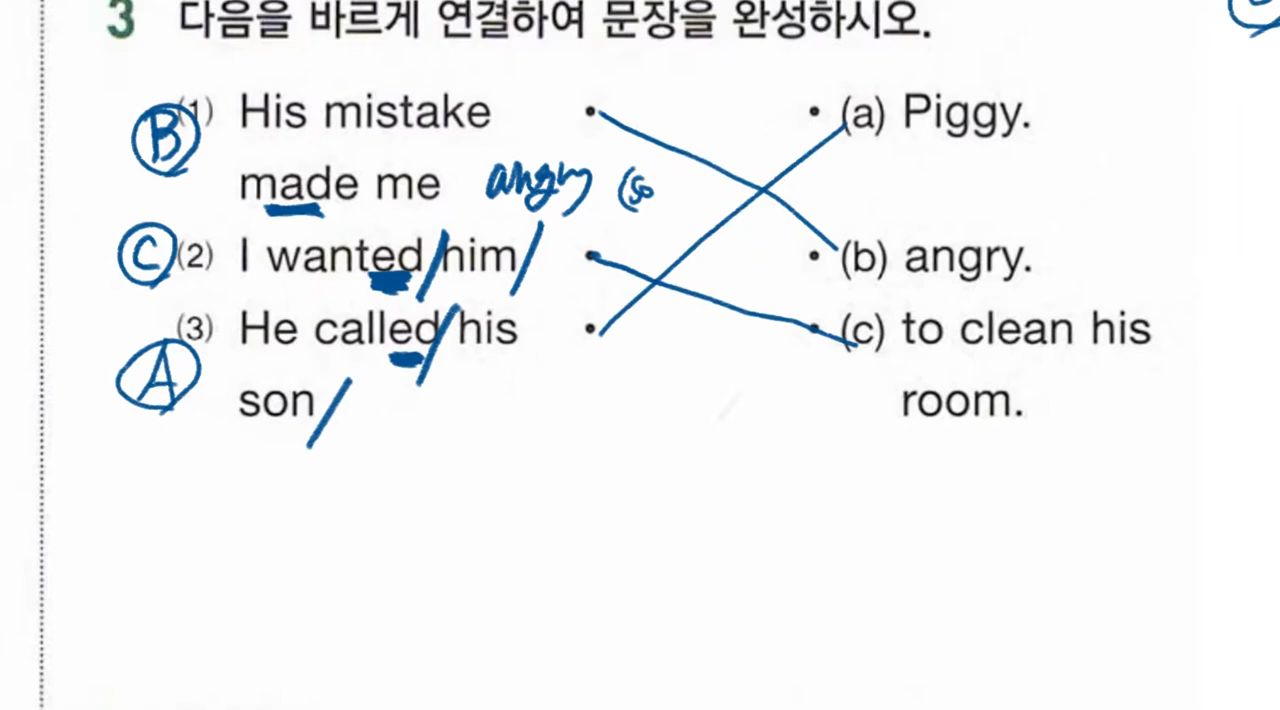 3 다음을 바르게 연결하여 문장을 완성하시오.
B (1) His mistake • • (a) Piggy.
made me angry
C (2) I wanted / him / • • (b) angry.
(3) He called / his • • (c) to clean his
A son / room.